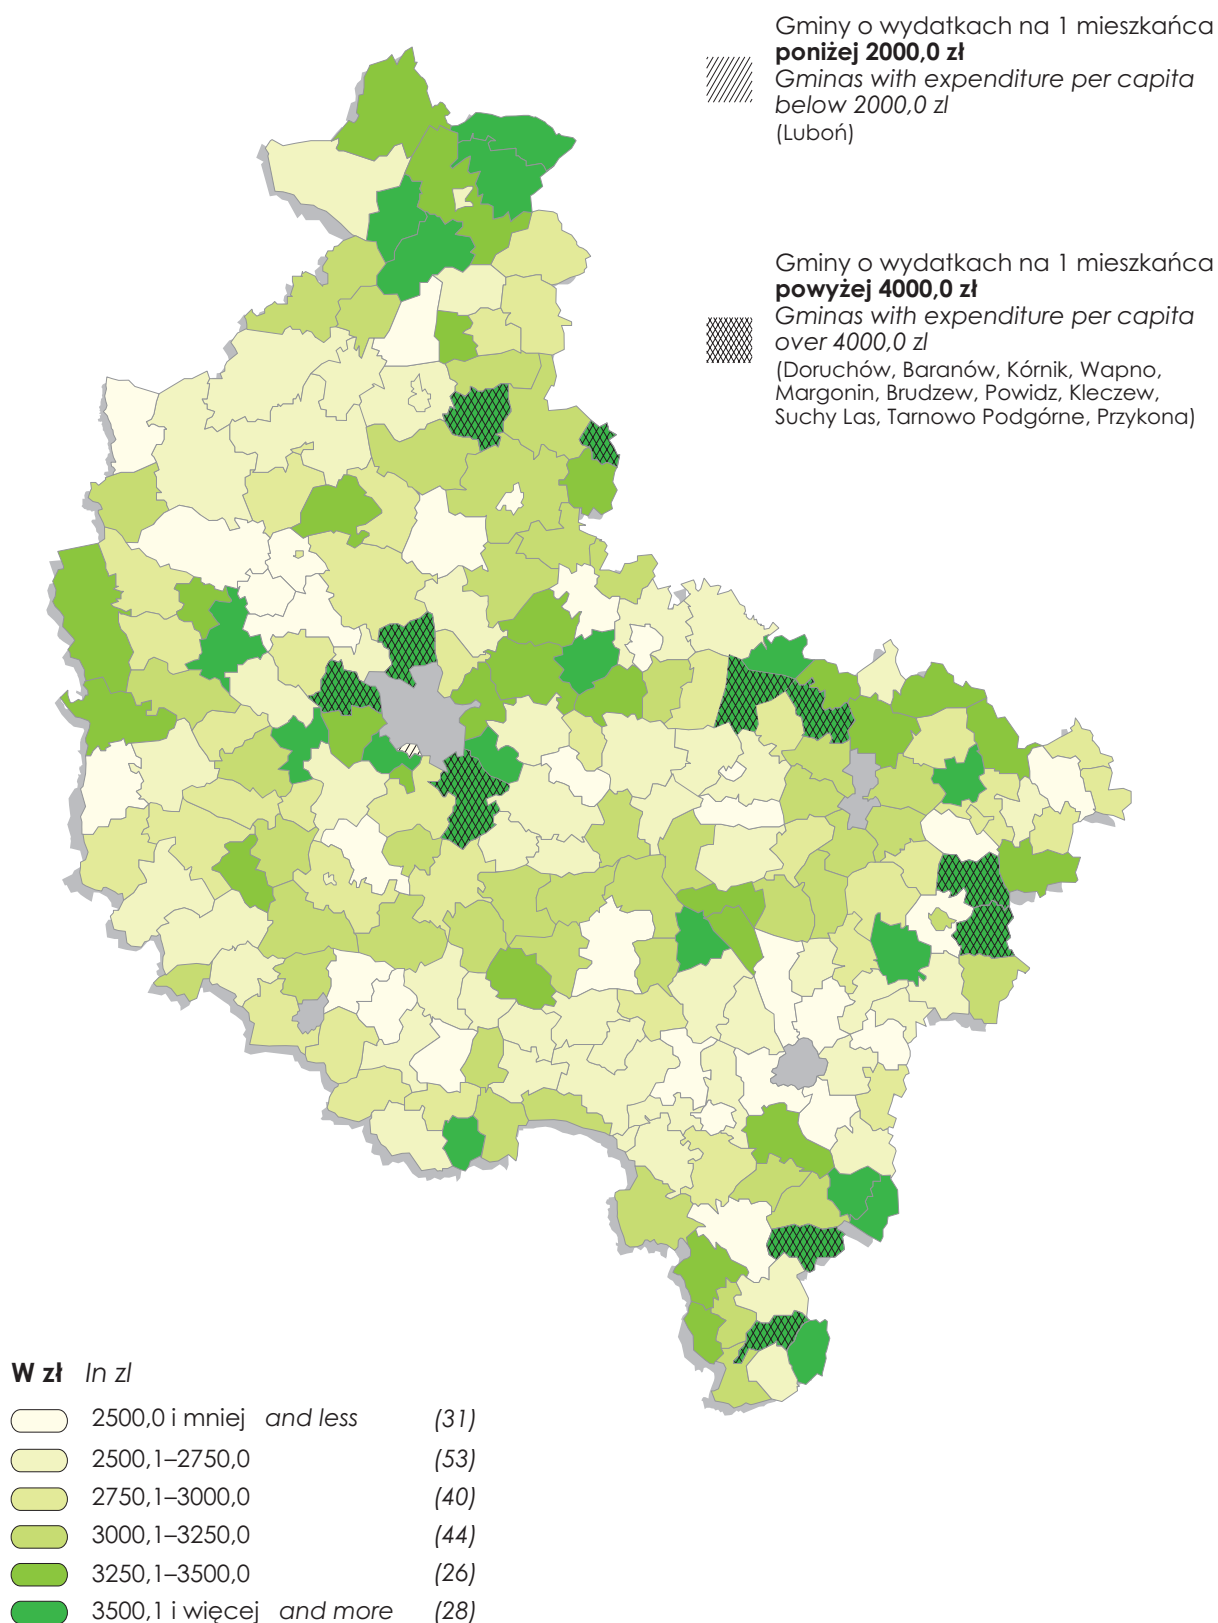 Gminy o wydatkach na 1 mieszkańca
poniżej 2000,0 zł
Gminas with expenditure per capita
below 2000,0 zl
(Luboń)
Gminy o wydatkach na 1 mieszkańca
powyżej 4000,0 zł
Gminas with expenditure per capita
over 4000,0 zl
(Doruchów, Baranów, Kórnik, Wapno,
Margonin, Brudzew, Powidz, Kleczew,
Suchy Las, Tarnowo Podgórne, Przykona)
W zł In zl
2500,0 i mniej and less (31)
2500,1–2750,0 (53)
2750,1–3000,0 (40)
3000,1–3250,0 (44)
3250,1–3500,0 (26)
3500,1 i więcej and more (28)